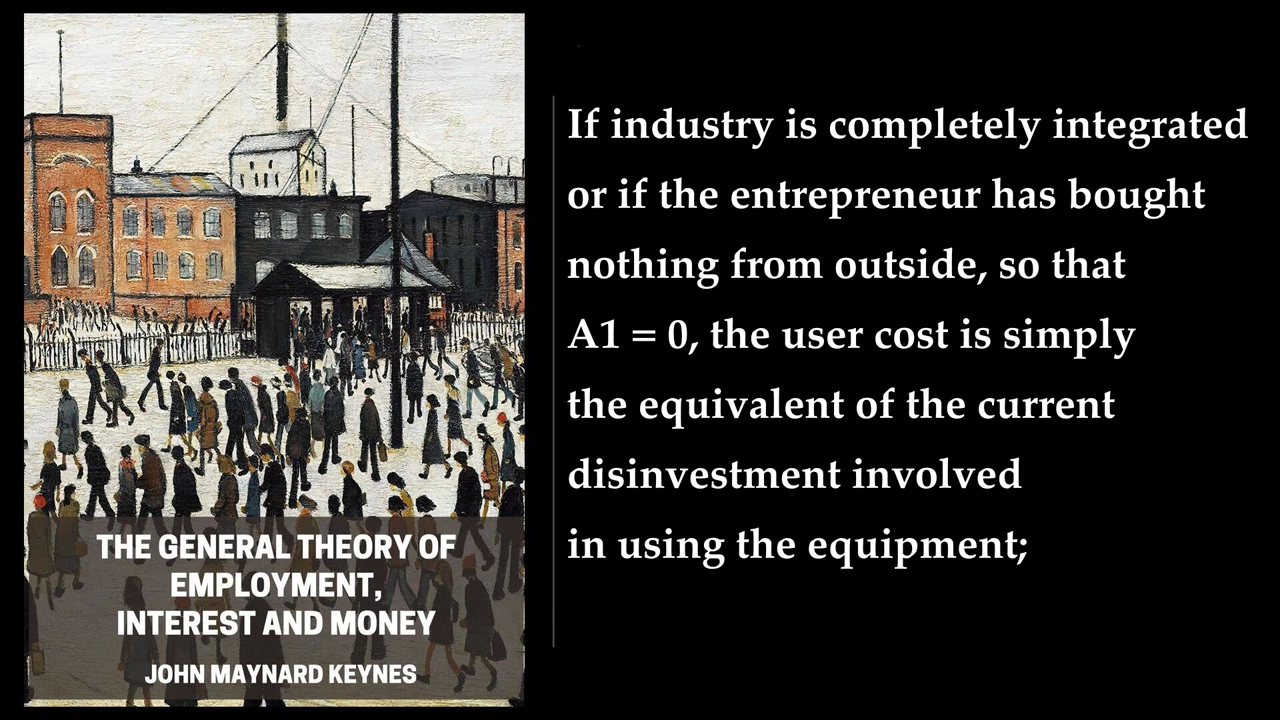 THE GENERAL THEORY OF
EMPLOYMENT,
INTEREST AND MONEY
JOHN MAYNARD KEYNES
If industry is completely integrated
or if the entrepreneur has bought
nothing from outside, so that
A1 = 0, the user cost is simply
the equivalent of the current
disinvestment involved
in using the equipment;